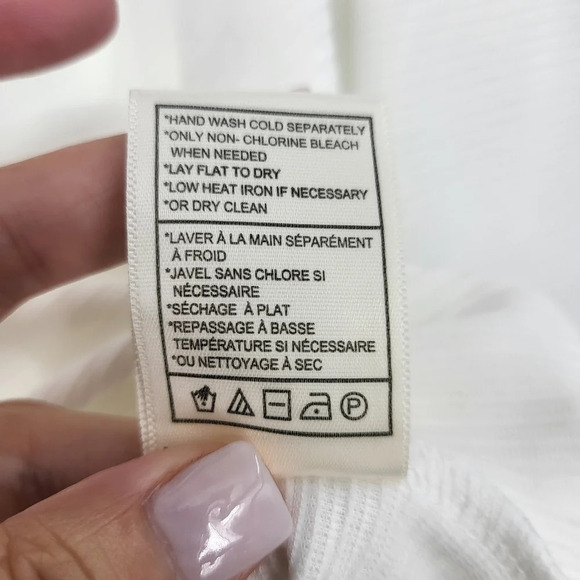 *HAND WASH COLD SEPARATELY
*ONLY NON- CHLORINE BLEACH
WHEN NEEDED
*LAY FLAT TO DRY
*LOW HEAT IRON IF NECESSARY
*OR DRY CLEAN
*LAVER À LA MAIN SÉPARÉMENT
À FROID
*JAVEL SANS CHLORE SI
NÉCESSAIRE
*SÉCHAGE À PLAT
*REPASSAGE À BASSE
TEMPÉRATURE SI NÉCESSAIRE
*OU NETTOYAGE À SEC
P